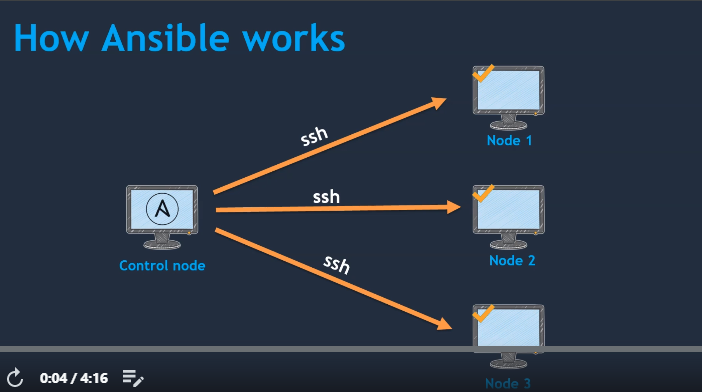 How Ansible works
ssh
Node 1
ssh
Control node
Node 2
ssh
Node 3
0:04 / 4:16